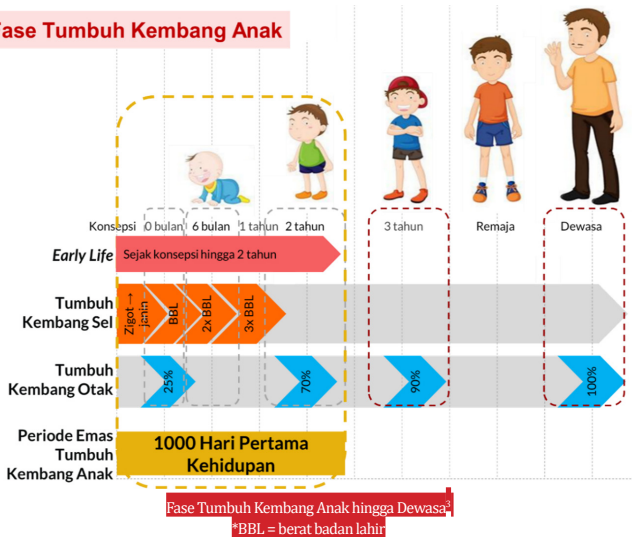 Fase Tumbuh Kembang Anak
Konsepsi 0 bulan 6 bulan 1 tahun 2 tahun 3 tahun Remaja Dewasa
Early Life
Sejak konsepsi hingga 2 tahun
Tumbuh
Kembang Sel
Zigot →
janin
BBL
2x BBL
3x BBL
Tumbuh
Kembang Otak
25%
70%
90%
100%
Periode Emas
Tumbuh
Kembang Anak
1000 Hari Pertama
Kehidupan
Fase Tumbuh Kembang Anak hingga Dewasa³
*BBL = berat badan lahir